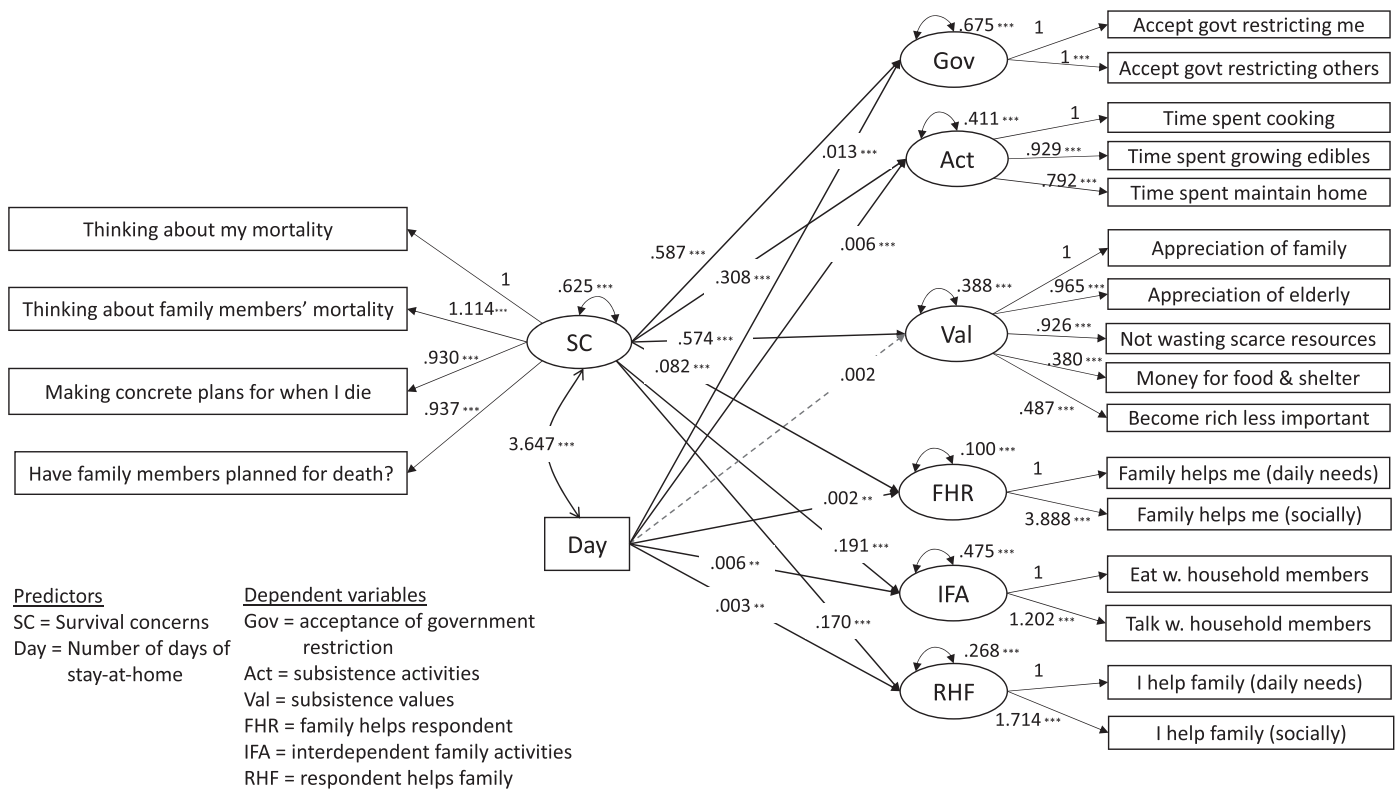 Thinking about my mortality
Thinking about family members’ mortality
Making concrete plans for when I die
Have family members planned for death?
1
1.114***
.930 ***
.937 ***
.625 ***
SC
3.647 ***
Day
.587 ***
.308 ***
.574 ***
.082 ***
.013 ***
.006 ***
.002
.002 **
.191 ***
.006 **
.003 **
.170 ***
.675 ***
Gov
1
1 ***
Accept govt restricting me
Accept govt restricting others
.411 ***
Act
1
.929 ***
.792 ***
Time spent cooking
Time spent growing edibles
Time spent maintain home
.388 ***
Val
1
.965 ***
.926 ***
.380 ***
.487 ***
Appreciation of family
Appreciation of elderly
Not wasting scarce resources
Money for food & shelter
Become rich less important
.100 ***
FHR
1
3.888 ***
Family helps me (daily needs)
Family helps me (socially)
.475 ***
IFA
1
1.202 ***
Eat w. household members
Talk w. household members
.268 ***
RHF
1
1.714 ***
I help family (daily needs)
I help family (socially)
Predictors
SC = Survival concerns
Day = Number of days of
stay-at-home
Dependent variables
Gov = acceptance of government
restriction
Act = subsistence activities
Val = subsistence values
FHR = family helps respondent
IFA = interdependent family activities
RHF = respondent helps family